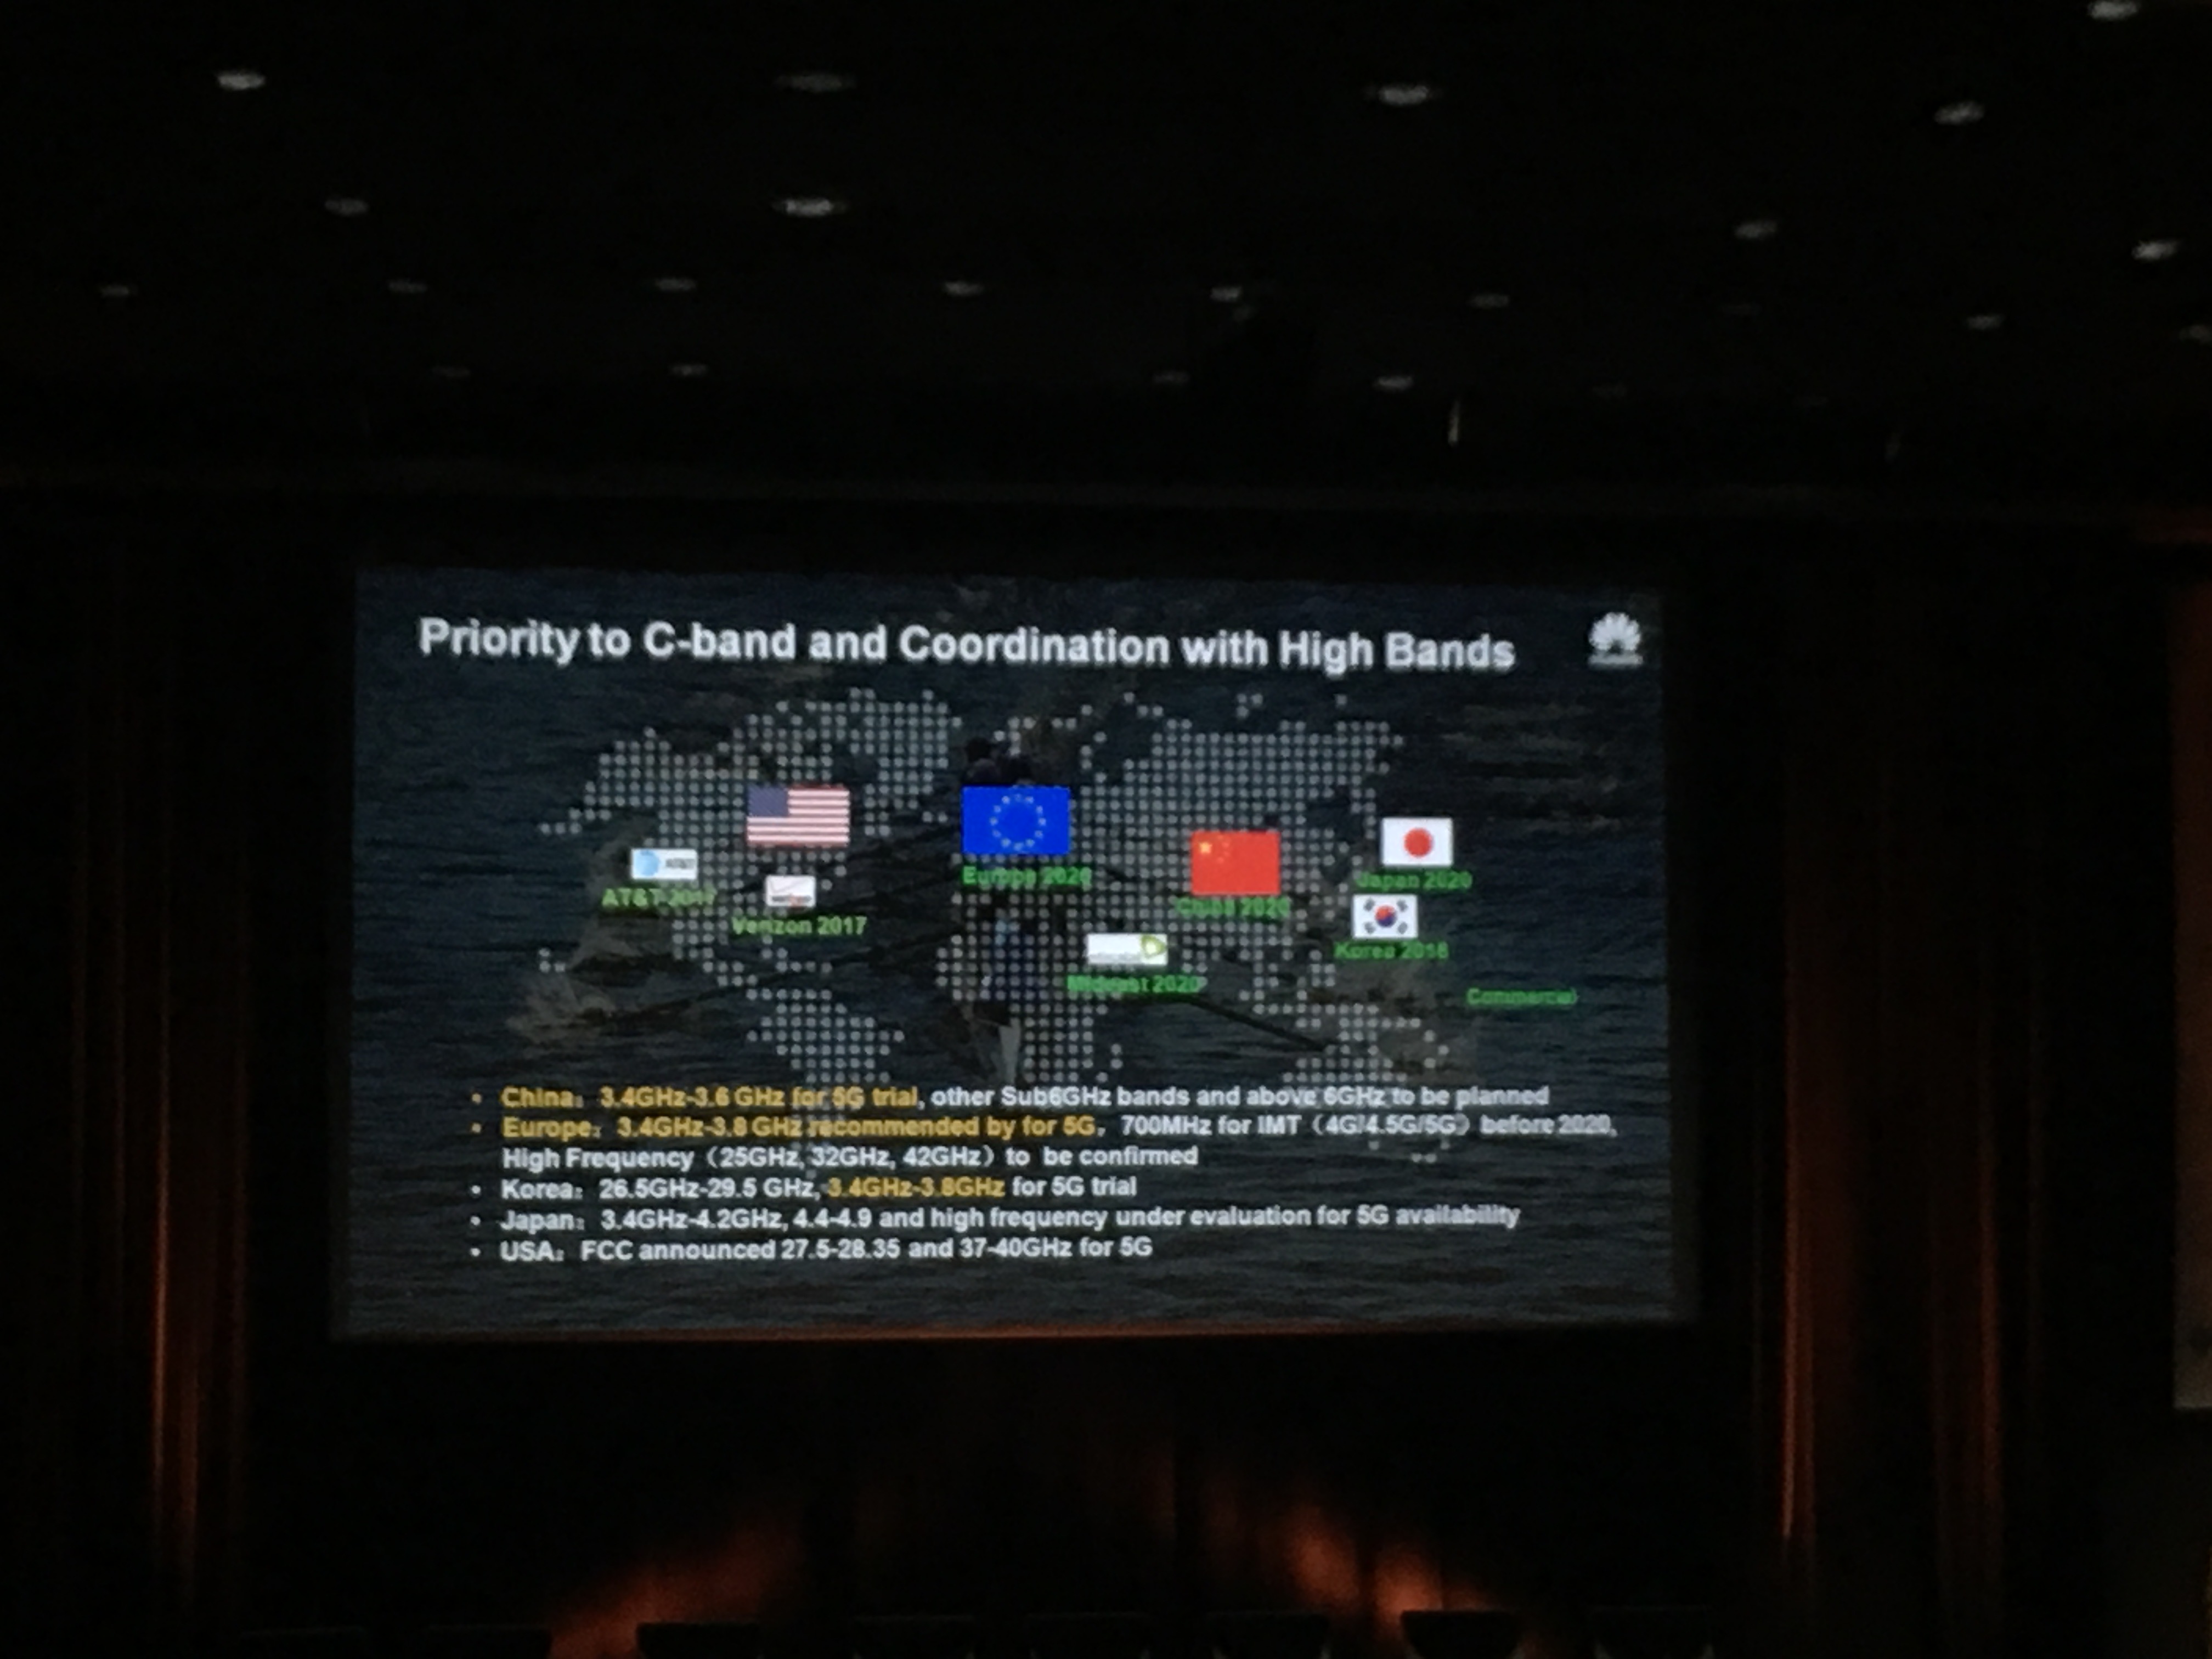 Priority to C-band and Coordination with High Bands
AT&T
AT&T 2017
Verizon 2017
Europe 2020
China 2020
Japan 2020
Korea 2018
Mideast 2020
Commercial
• China：3.4GHz-3.6 GHz for 5G trial, other Sub6GHz bands and above 6GHz to be planned
• Europe：3.4GHz-3.8 GHz recommended by for 5G，700MHz for IMT（4G/4.5G/5G）before 2020,
High Frequency（25GHz, 32GHz, 42GHz）to be confirmed
• Korea：26.5GHz-29.5 GHz, 3.4GHz-3.8GHz for 5G trial
• Japan：3.4GHz-4.2GHz, 4.4-4.9 and high frequency under evaluation for 5G availability
• USA：FCC announced 27.5-28.35 and 37-40GHz for 5G